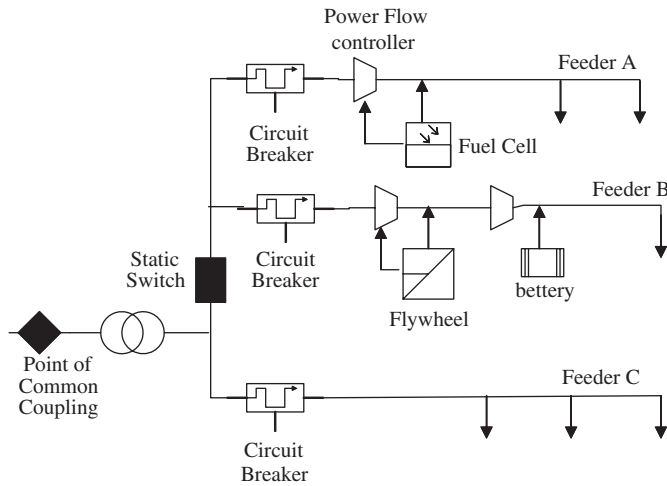 Power Flow
controller
Feeder A
Circuit
Breaker
Fuel Cell
Feeder B
Static
Switch
Circuit
Breaker
Flywheel
bettery
Point of
Common
Coupling
Feeder C
Circuit
Breaker